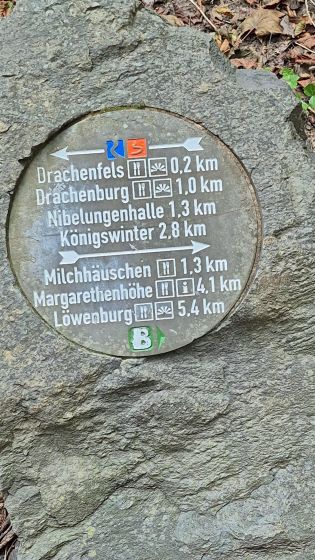 Drachenfels 0,2 km
Drachenburg 1,0 km
Nibelungenhalle 1,3 km
Königswinter 2,8 km
Milchhäuschen 1,3 km
Margarethenhöhe i 4,1 km
Löwenburg 5,4 km
B